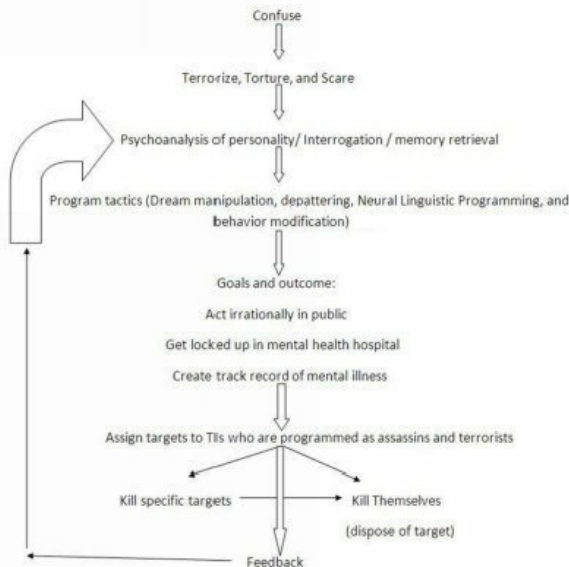 Confuse
Terrorize, Torture, and Scare
Psychoanalysis of personality/ Interrogation / memory retrieval
Program tactics (Dream manipulation, depattering, Neural Linguistic Programming, and
behavior modification)
Goals and outcome:
Act irrationally in public
Get locked up in mental health hospital
Create track record of mental illness
Assign targets to TIs who are programmed as assassins and terrorists
Kill specific targets
Kill Themselves
(dispose of target)
Feedback